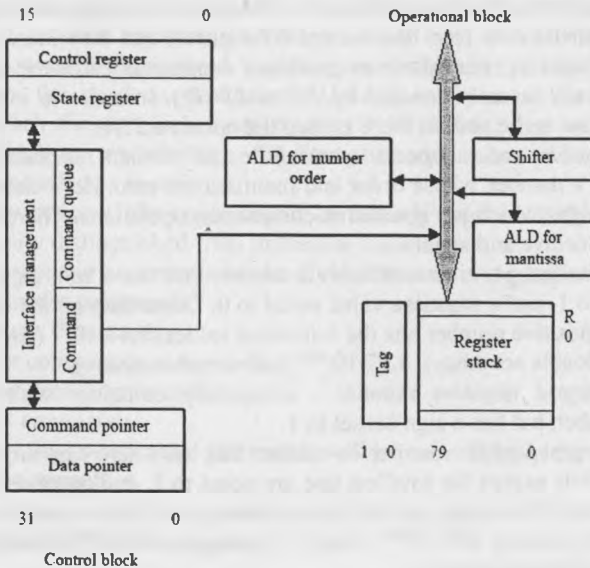 15 0 Operational block
Control register
State register
ALD for number
order
Shifter
ALD for
mantissa
Interface management
Command
Command queue
R
0
Tag
Register
stack
Command pointer
Data pointer
1 0 79 0
31 0
Control block